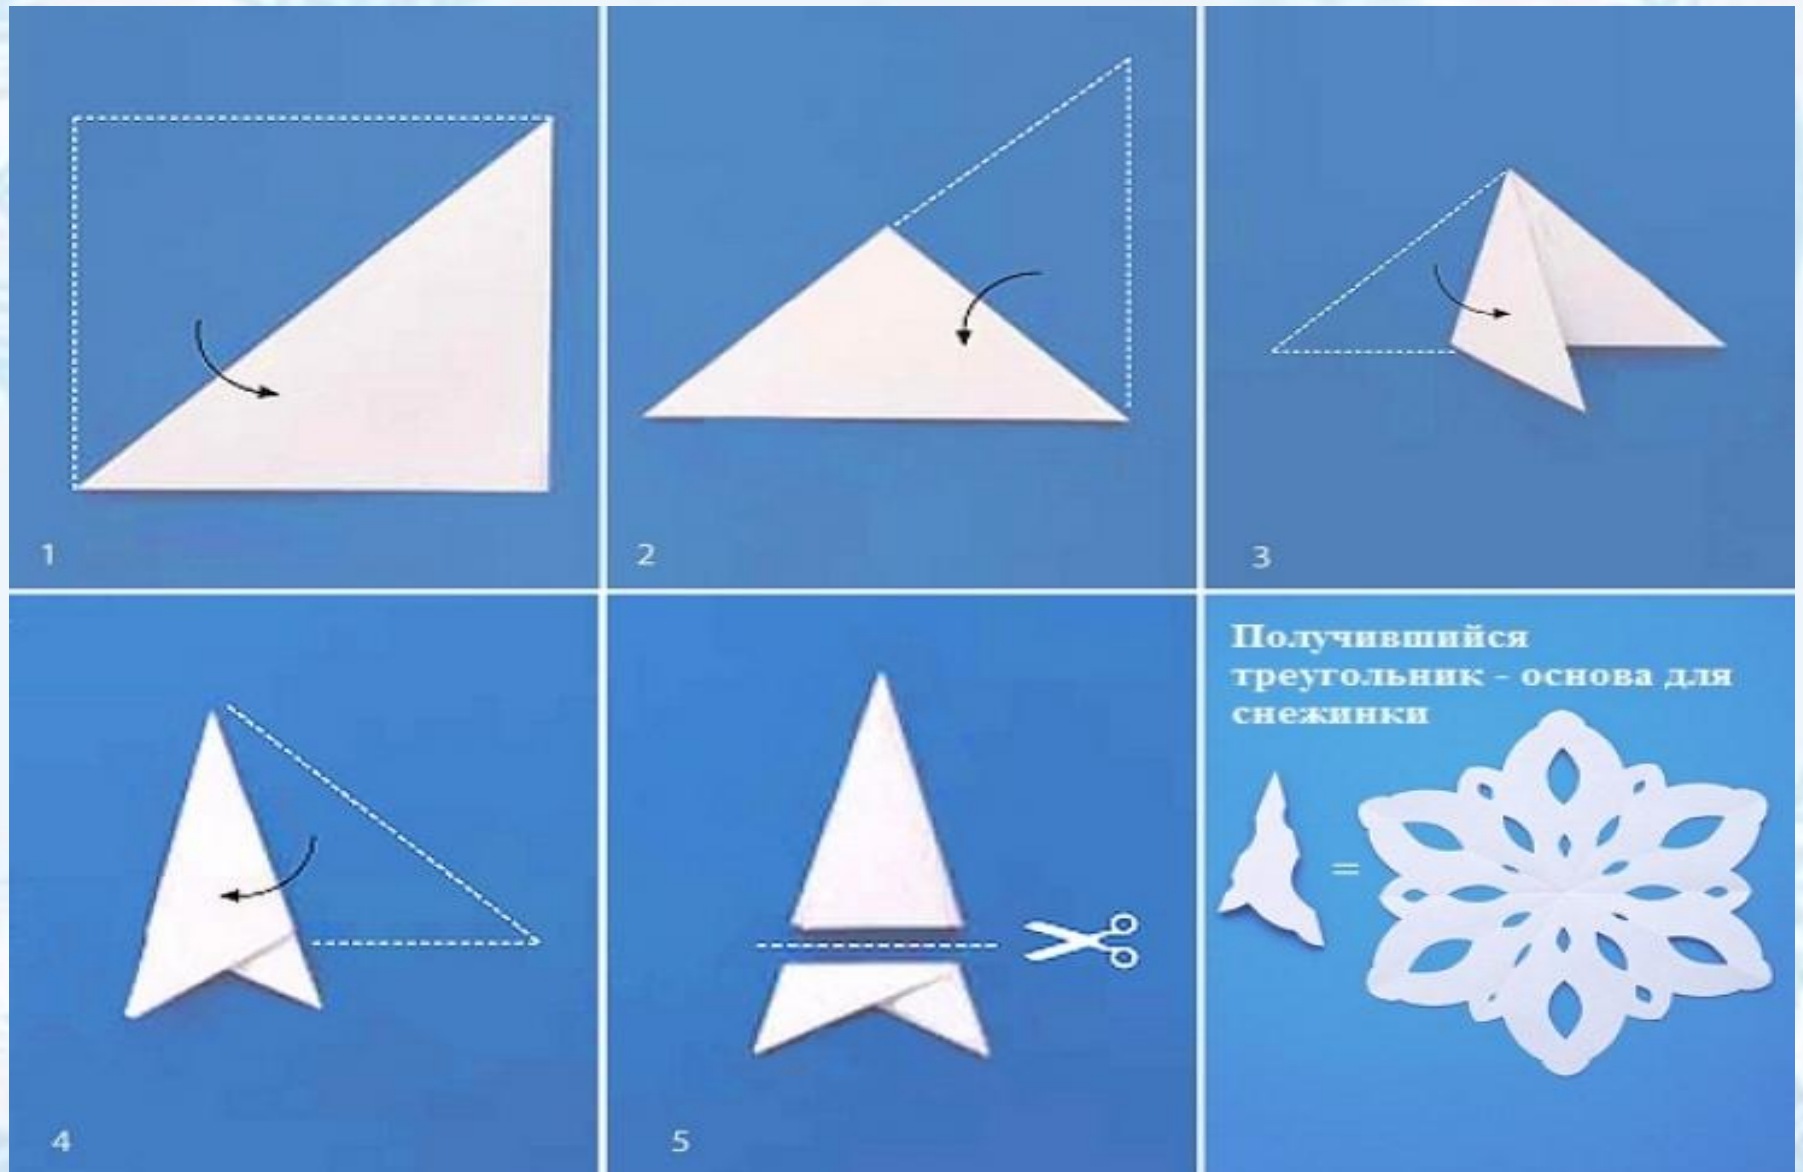 1
2
3
4
5
Получившийся
треугольник - основа для
снежинки
=